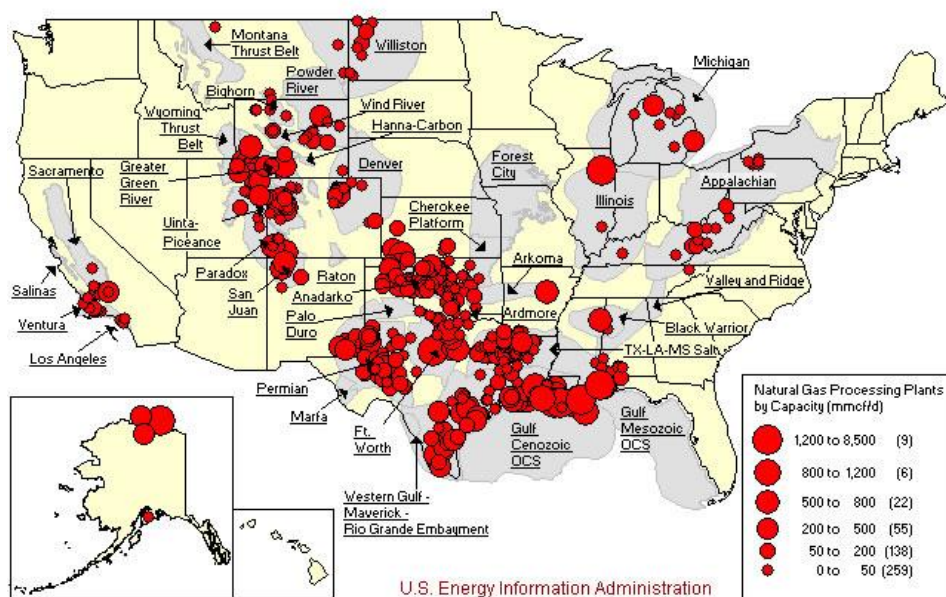 Montana
Thrust Belt
Williston
Michigan
Powder
River
Bighorn
Wyoming
Thrust
Belt
Wind River
Hanna-Carbon
Sacramento
Greater
Green
River
Denver
Forest
City
Illinois
Appalachian
Cherokee
Platform
Uinta-
Piceance
Salinas
Paradox
San
Juan
Raton
Anadarko
Arkoma
Valley and Ridge
Ventura
Palo
Duro
Ardmore
Black Warrior
Los Angeles
TX-LA-MS Salt
Permian
Marfa
Ft.
Worth
Gulf
Cenozoic
OCS
Gulf
Mesozoic
OCS
Western Gulf -
Maverick -
Rio Grande Embayment
Natural Gas Processing Plants
by Capacity (mmcf/d)
1,200 to 8,500 (9)
800 to 1,200 (6)
500 to 800 (22)
200 to 500 (55)
50 to 200 (138)
0 to 50 (259)
U.S. Energy Information Administration